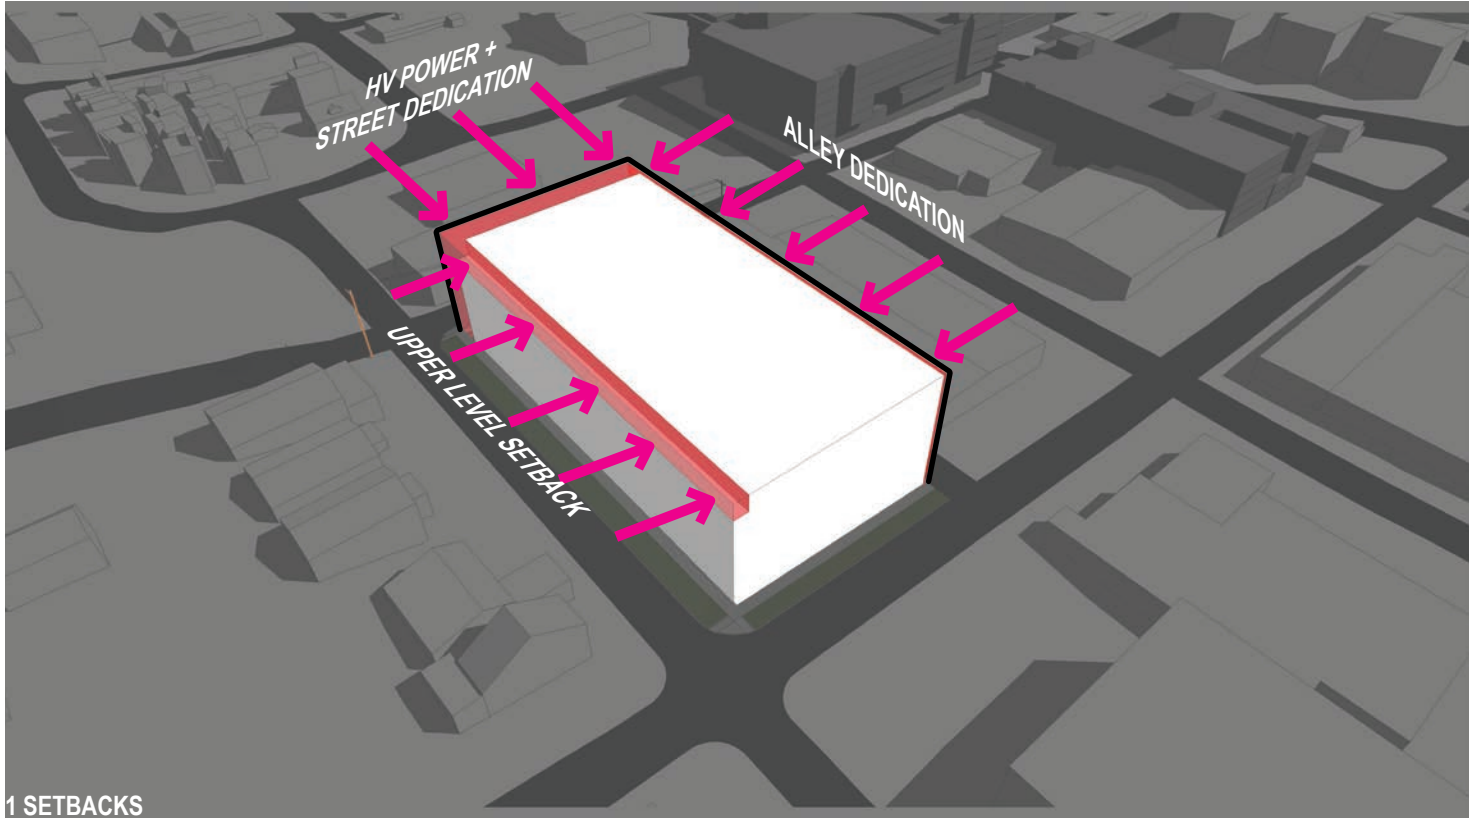 HV POWER +
STREET DEDICATION
ALLEY DEDICATION
UPPER LEVEL SETBACK
1 SETBACKS